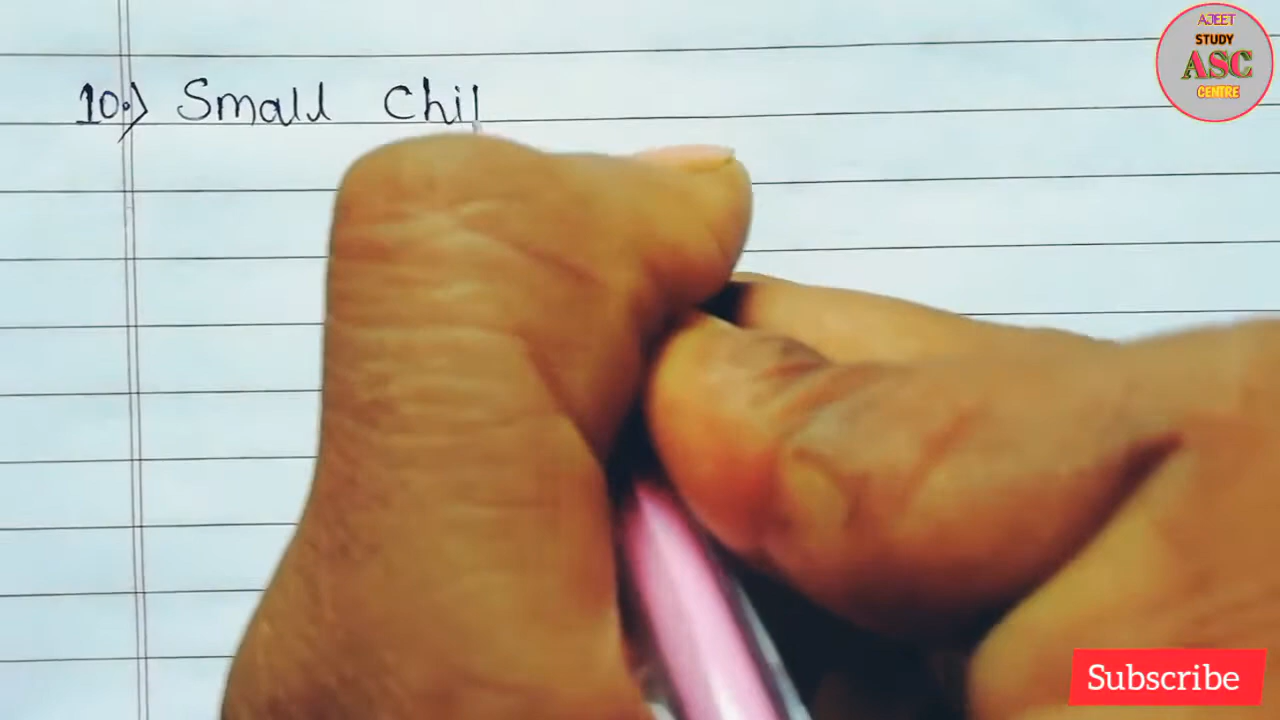 10.) Small Chil
AJEET
STUDY
ASC
CENTRE
Subscribe